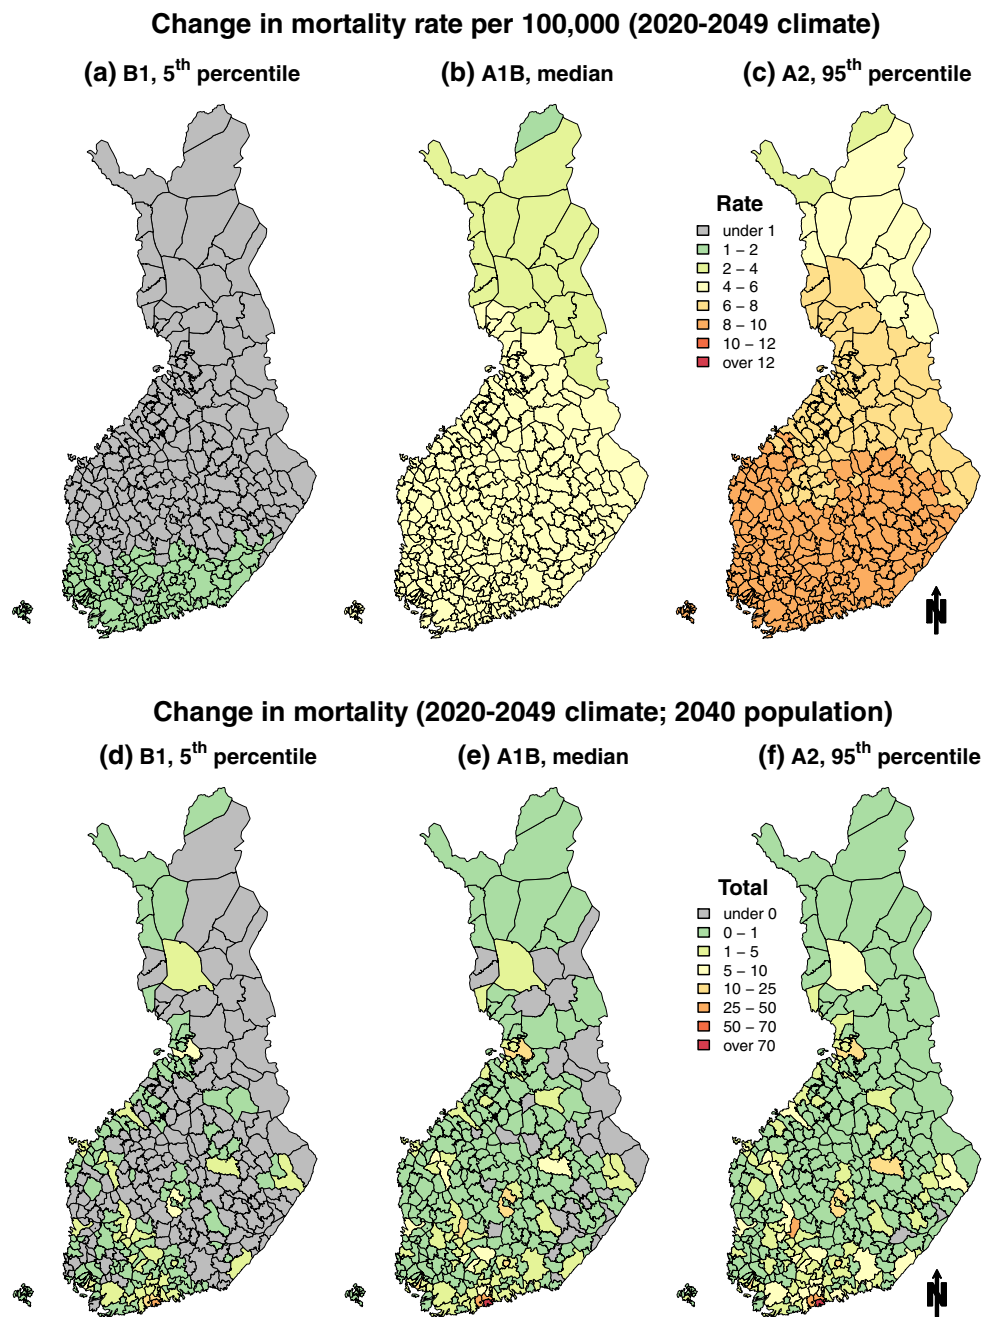 Change in mortality rate per 100,000 (2020-2049 climate)
(a) B1, 5th percentile
(b) A1B, median
(c) A2, 95th percentile
Rate
under 1
1 – 2
2 – 4
4 – 6
6 – 8
8 – 10
10 – 12
over 12
N
Change in mortality (2020-2049 climate; 2040 population)
(d) B1, 5th percentile
(e) A1B, median
(f) A2, 95th percentile
Total
under 0
0 – 1
1 – 5
5 – 10
10 – 25
25 – 50
50 – 70
over 70
N